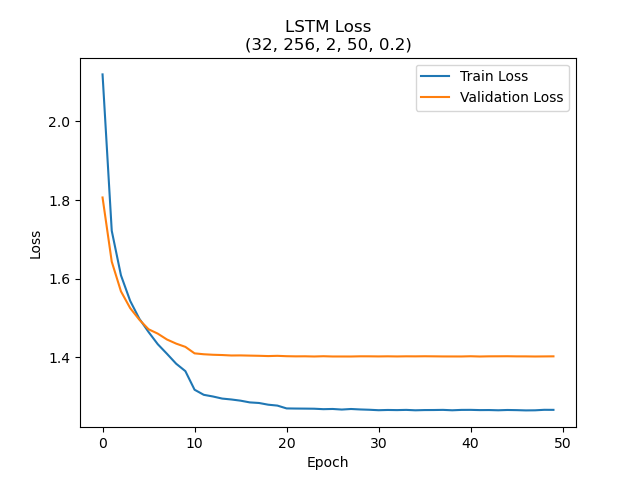 LSTM Loss
(32, 256, 2, 50, 0.2)
Train Loss
Validation Loss
2.0
1.8
1.6
1.4
Loss
0
10
20
30
40
50
Epoch